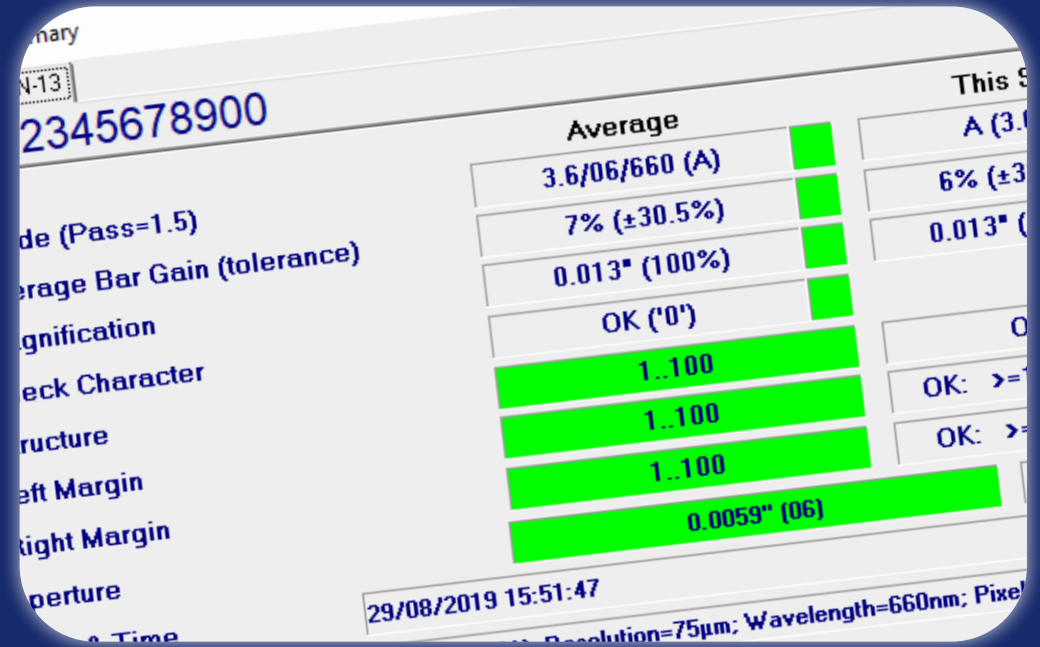 mary
N-13
2345678900
Average
This S
de (Pass=1.5)
3.6/06/660 (A)
A (3.
erage Bar Gain (tolerance)
7% (±30.5%)
6% (±3
gnification
0.013" (100%)
0.013" (
eck Character
OK ('0')
ructure
1..100
O
eft Margin
1..100
OK: >=1
Right Margin
1..100
OK: >=
perture
0.0059" (06)
& Time
29/08/2019 15:51:47
Resolution=75µm; Wavelength=660nm; Pixel